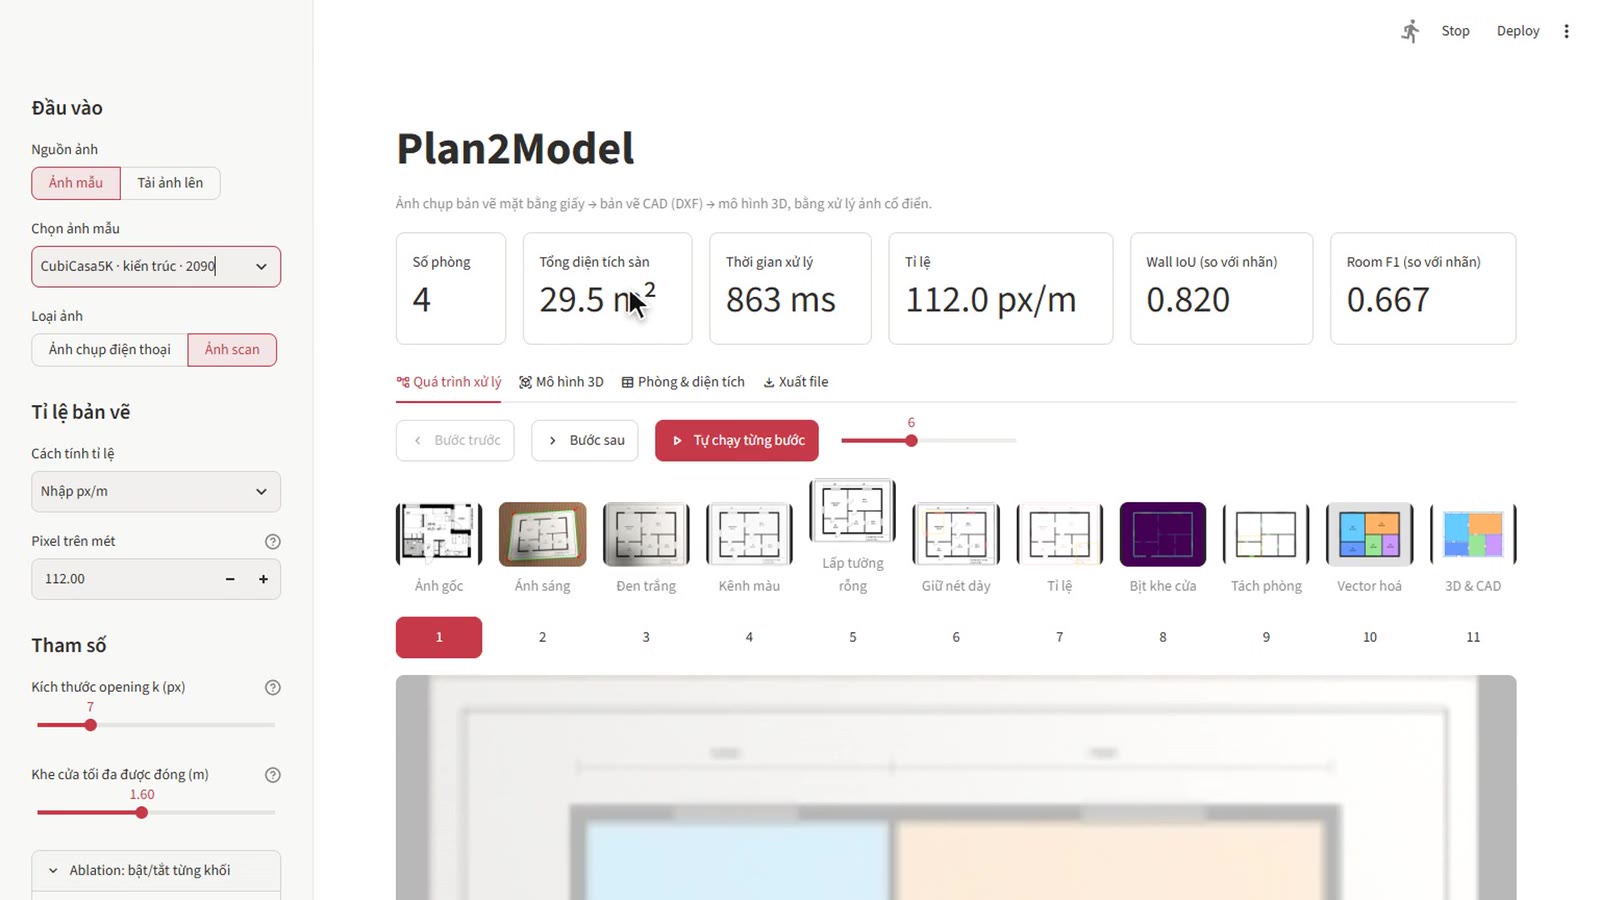 Stop
Deploy
Đầu vào
Nguồn ảnh
Ảnh mẫu
Tải ảnh lên
Chọn ảnh mẫu
CubiCasa5K · kiến trúc · 2090
Loại ảnh
Ảnh chụp điện thoại
Ảnh scan
Tỉ lệ bản vẽ
Cách tính tỉ lệ
Nhập px/m
Pixel trên mét
112.00
Tham số
Kích thước opening k (px)
7
Khe cửa tối đa được đóng (m)
1.60
Ablation: bật/tắt từng khối
Plan2Model
Ảnh chụp bản vẽ mặt bằng giấy → bản vẽ CAD (DXF) → mô hình 3D, bằng xử lý ảnh cổ điển.
Số phòng
4
Tổng diện tích sàn
29.5 m²
Thời gian xử lý
863 ms
Tỉ lệ
112.0 px/m
Wall IoU (so với nhãn)
0.820
Room F1 (so với nhãn)
0.667
Quá trình xử lý
Mô hình 3D
Phòng & diện tích
Xuất file
Bước trước
Bước sau
Tự chạy từng bước
6
Ảnh gốc
Ánh sáng
Đen trắng
Kênh màu
Lấp tường
rỗng
Giữ nét dày
Tỉ lệ
Bịt khe cửa
Tách phòng
Vector hoá
3D & CAD
1
2
3
4
5
6
7
8
9
10
11